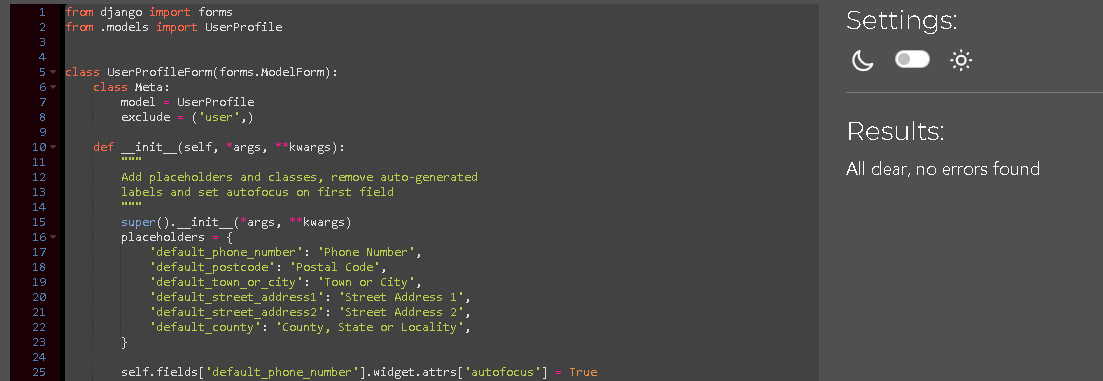 1 from django import forms
2 from .models import UserProfile
3
4
5 class UserProfileForm(forms.ModelForm):
6     class Meta:
7         model = UserProfile
8         exclude = ('user',)
9
10     def __init__(self, *args, **kwargs):
11         """
12         Add placeholders and classes, remove auto-generated
13         labels and set autofocus on first field
14         """
15         super().__init__(*args, **kwargs)
16         placeholders = {
17             'default_phone_number': 'Phone Number',
18             'default_postcode': 'Postal Code',
19             'default_town_or_city': 'Town or City',
20             'default_street_address1': 'Street Address 1',
21             'default_street_address2': 'Street Address 2',
22             'default_county': 'County, State or Locality',
23         }
24
25         self.fields['default_phone_number'].widget.attrs['autofocus'] = True
Settings:
Results:
All clear, no errors found